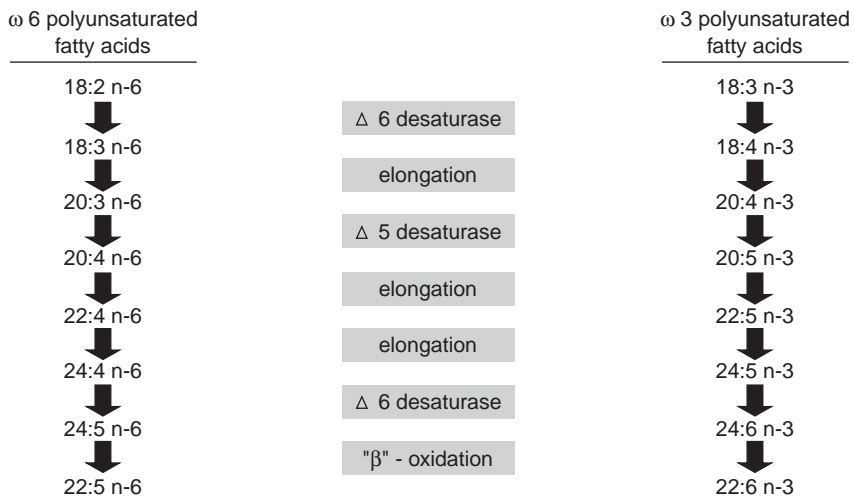 ω 6 polyunsaturated
fatty acids
18:2 n-6
18:3 n-6
20:3 n-6
20:4 n-6
22:4 n-6
24:4 n-6
24:5 n-6
22:5 n-6
Δ 6 desaturase
elongation
Δ 5 desaturase
elongation
elongation
Δ 6 desaturase
"β" - oxidation
ω 3 polyunsaturated
fatty acids
18:3 n-3
18:4 n-3
20:4 n-3
20:5 n-3
22:5 n-3
24:5 n-3
24:6 n-3
22:6 n-3